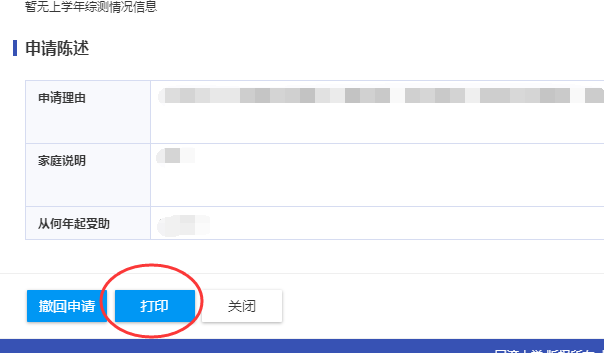 暂无上学年综测情况信息
申请陈述
申请理由
家庭说明
从何年起受助
撤回申请 打印 关闭